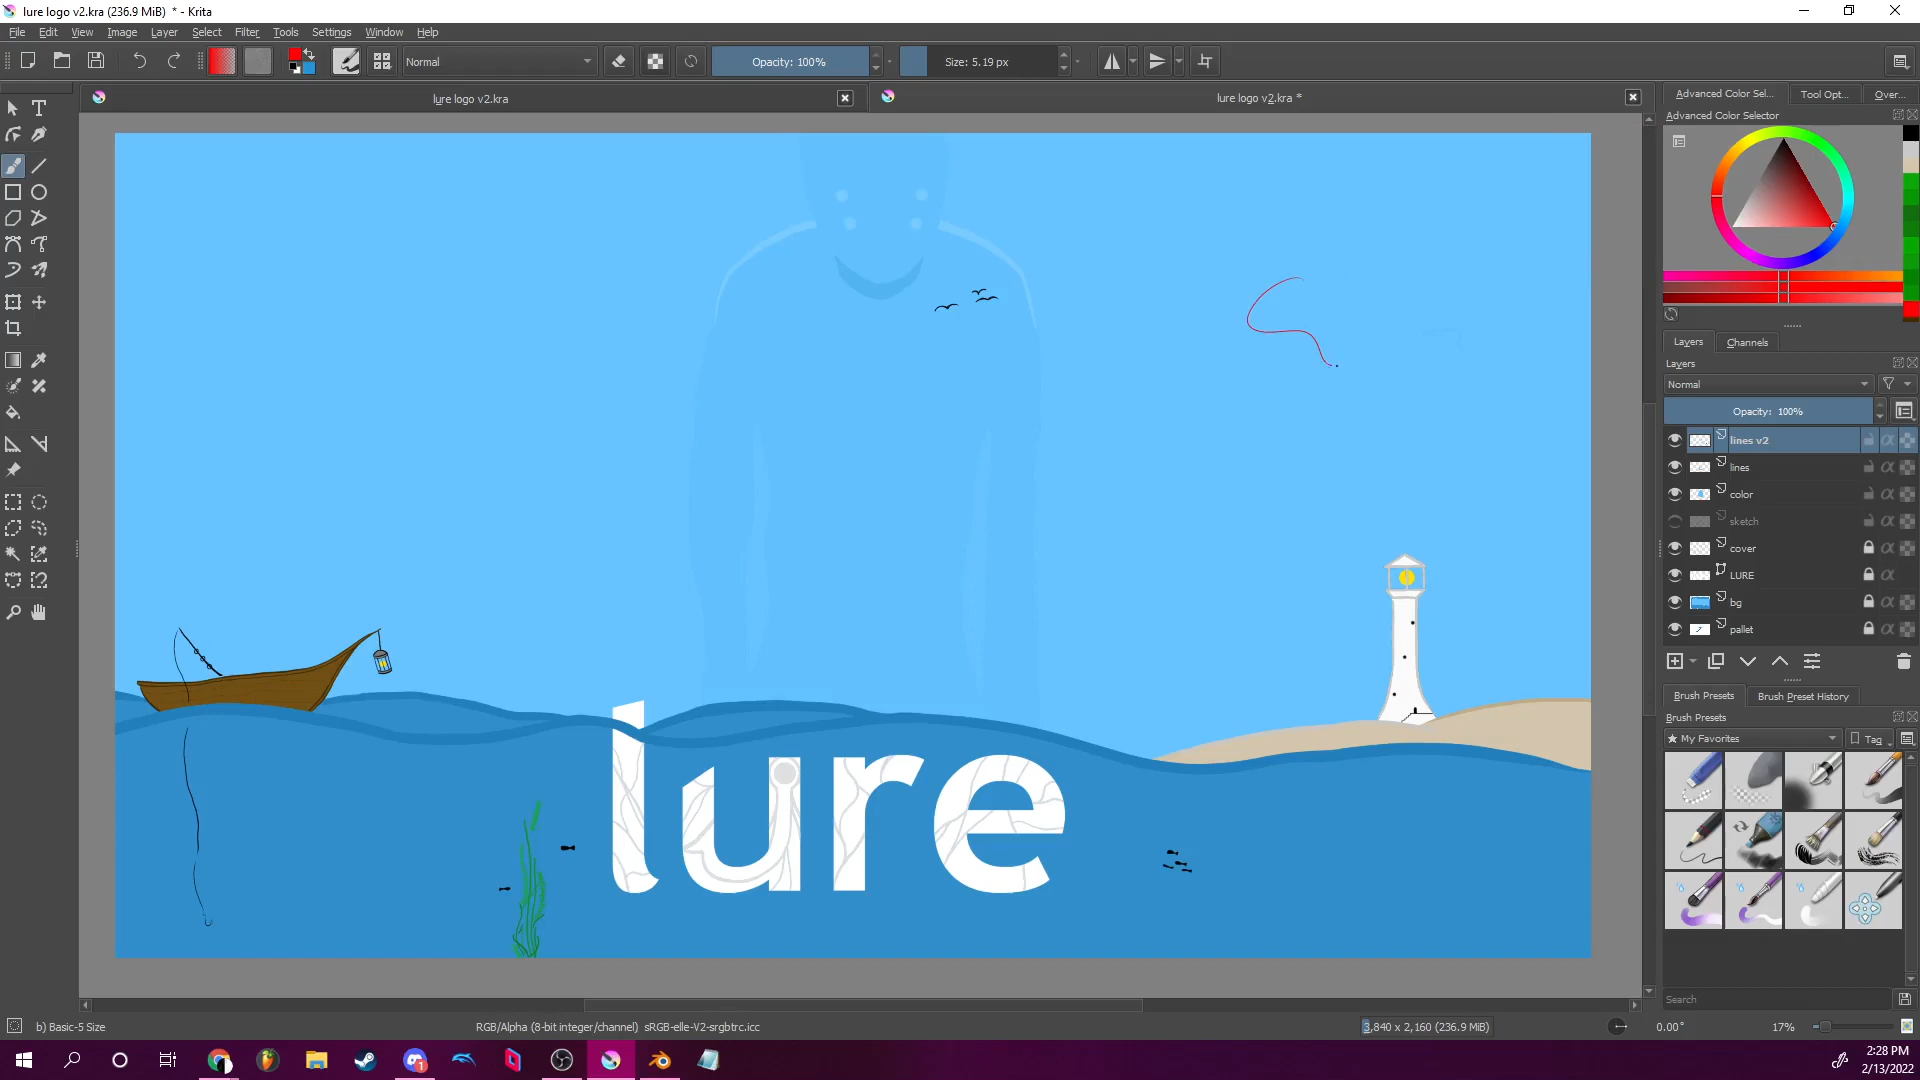 lure logo v2.kra (236.9 MiB)  * - Krita
File Edit View Image Layer Select Filter Tools Settings Window Help
Normal
Opacity: 100%
Size: 5.19 px
lure logo v2.kra
lure logo v2.kra *
Advanced Color Sel...
Tool Opt...
Over...
Advanced Color Selector
Layers
Channels
Layers
Normal
Opacity: 100%
lines v2
lines
color
sketch
cover
LURE
bg
pallet
lure
Brush Presets
Brush Preset History
Brush Presets
★ My Favorites
Tag
Search
b) Basic-5 Size
RGB/Alpha (8-bit integer/channel)  sRGB-elle-V2-srgbtrc.icc
3,840 x 2,160 (236.9 MiB)
0.00°
17%
1
2:28 PM
2/13/2022